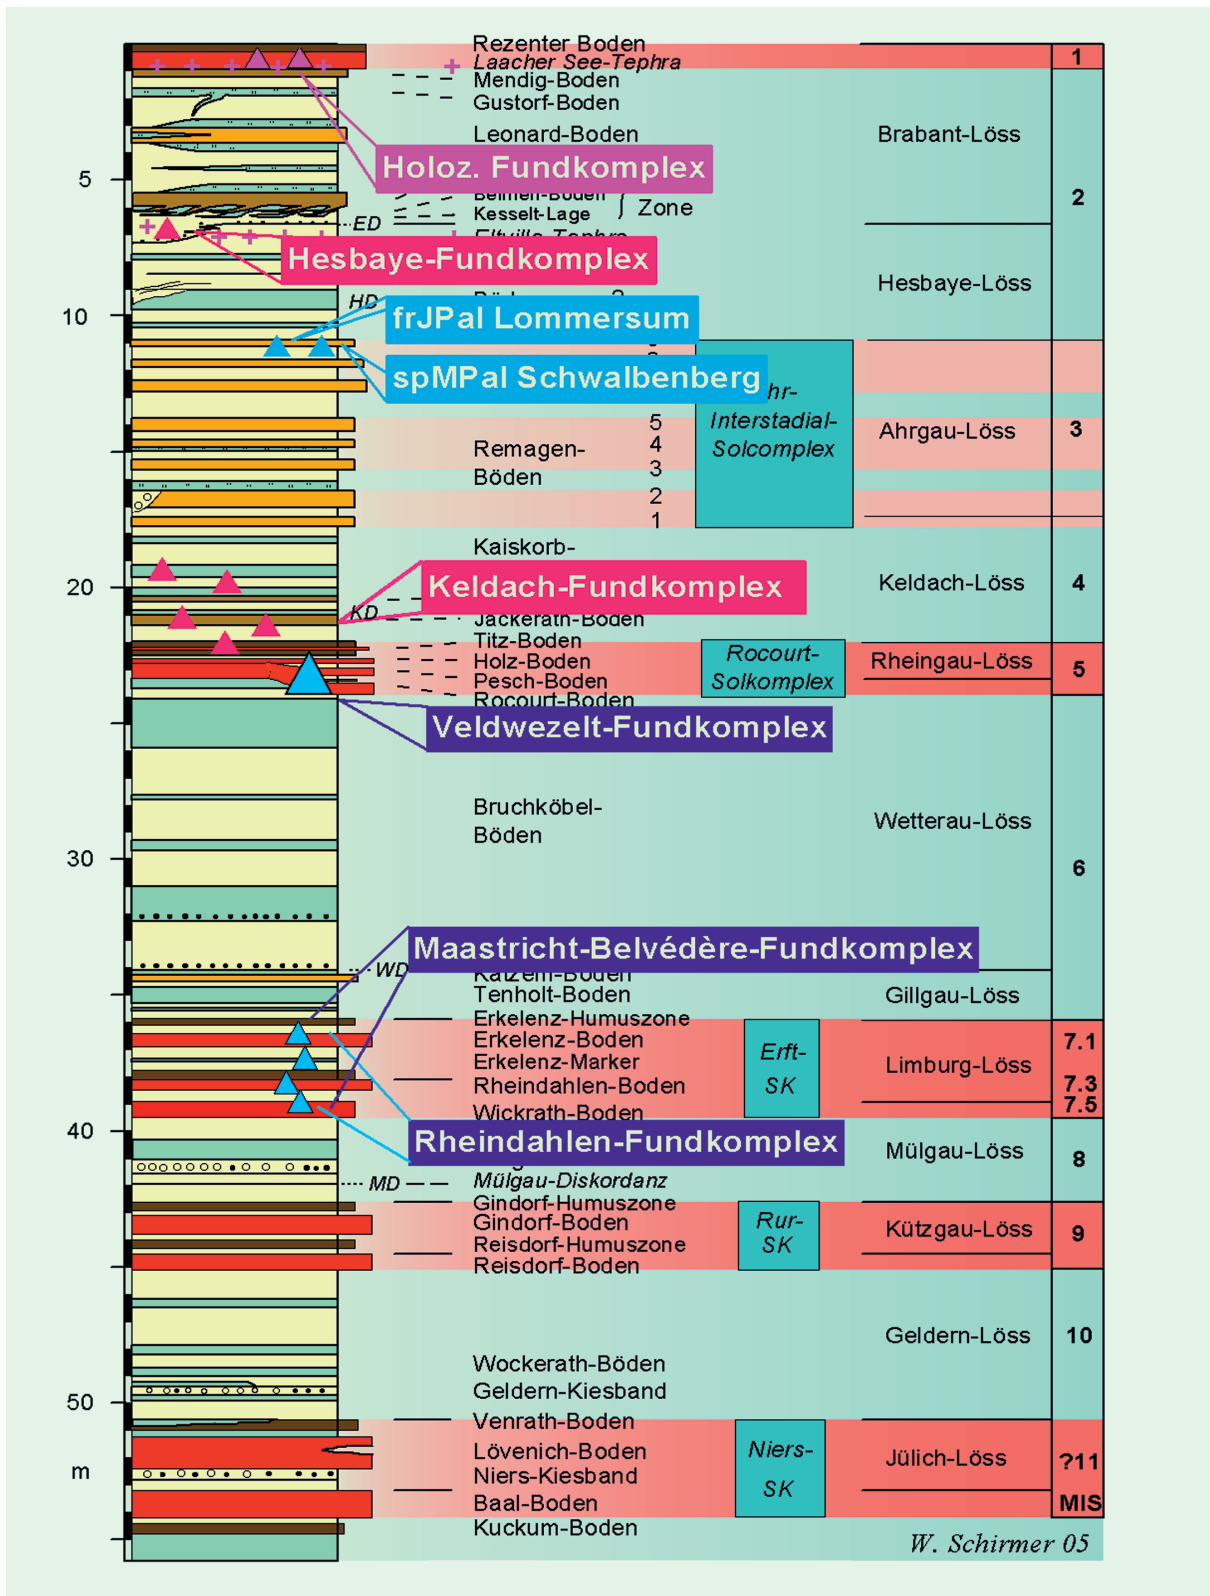 Rezenter Boden
1
Laacher See-Tephra
Mendig-Boden
Gustorf-Boden
Leonard-Boden
Brabant-Löss
Holoz. Fundkomplex
5
2
Kesselt-Lage
Zone
ED
Hesbaye-Fundkomplex
Hesbaye-Löss
HD
10
frJPal Lommersum
spMPal Schwalbenberg
5
Interstadial-
Ahrgau-Löss
3
4
Solcomplex
Remagen-
Böden
3
2
1
Kaiskorb-
20
Keldach-Fundkomplex
Keldach-Löss
4
KD
Jackerath-Boden
Titz-Boden
Rocourt-
Solkomplex
Holz-Boden
Rheingau-Löss
5
Pesch-Boden
Rocourt-Boden
Veldwezelt-Fundkomplex
Bruchköbel-
Böden
Wetterau-Löss
30
6
Maastricht-Belvédère-Fundkomplex
WD
Katzem-Boden
Tenholt-Boden
Gillgau-Löss
Erkelenz-Humuszone
Erkelenz-Boden
7.1
Erkelenz-Marker
Erft-
SK
Limburg-Löss
Rheindahlen-Boden
7.3
7.5
Wickrath-Boden
40
Rheindahlen-Fundkomplex
Mülgau-Löss
8
MD
Mülgau-Diskordanz
Gindorf-Humuszone
Gindorf-Boden
Rur-
SK
Kützgau-Löss
9
Reisdorf-Humuszone
Reisdorf-Boden
Geldern-Löss
10
Wockerath-Böden
Geldern-Kiesband
50
Venrath-Boden
Lövenich-Boden
Niers-
SK
Jülich-Löss
?11
m
Niers-Kiesband
Baal-Boden
MIS
Kuckum-Boden
W. Schirmer 05